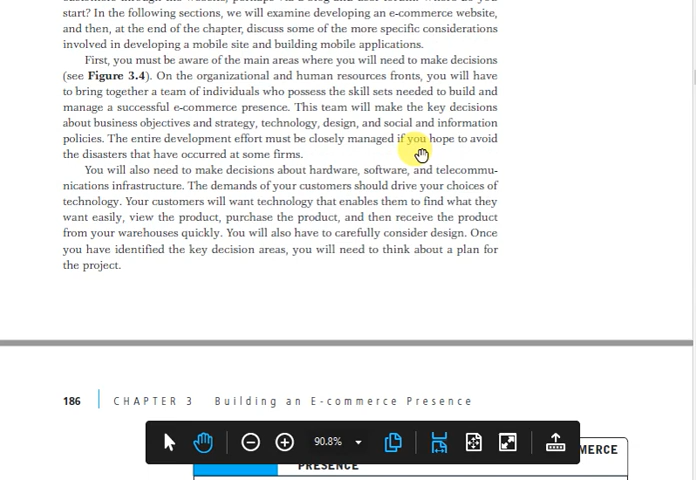 start? In the following sections, we will examine developing an e-commerce website,
and then, at the end of the chapter, discuss some of the more specific considerations
involved in developing a mobile site and building mobile applications.
First, you must be aware of the main areas where you will need to make decisions
(see Figure 3.4). On the organizational and human resources fronts, you will have
to bring together a team of individuals who possess the skill sets needed to build and
manage a successful e-commerce presence. This team will make the key decisions
about business objectives and strategy, technology, design, and social and information
policies. The entire development effort must be closely managed if you hope to avoid
the disasters that have occurred at some firms.
You will also need to make decisions about hardware, software, and telecommu-
nications infrastructure. The demands of your customers should drive your choices of
technology. Your customers will want technology that enables them to find what they
want easily, view the product, purchase the product, and then receive the product
from your warehouses quickly. You will also have to carefully consider design. Once
you have identified the key decision areas, you will need to think about a plan for
the project.
186 CHAPTER 3 Building an E-commerce Presence
90.8%
MERCE
PRESENCE